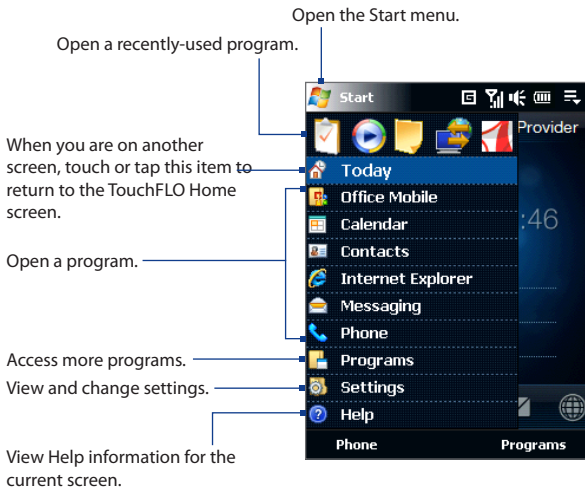 Open the Start menu.
Open a recently-used program.
When you are on another
screen, touch or tap this item to
return to the TouchFLO Home
screen.
Open a program.
Access more programs.
View and change settings.
View Help information for the
current screen.
Start
G
Provider
Today
Office Mobile
:46
Calendar
Contacts
Internet Explorer
Messaging
Phone
Programs
Settings
Help
Phone
Programs